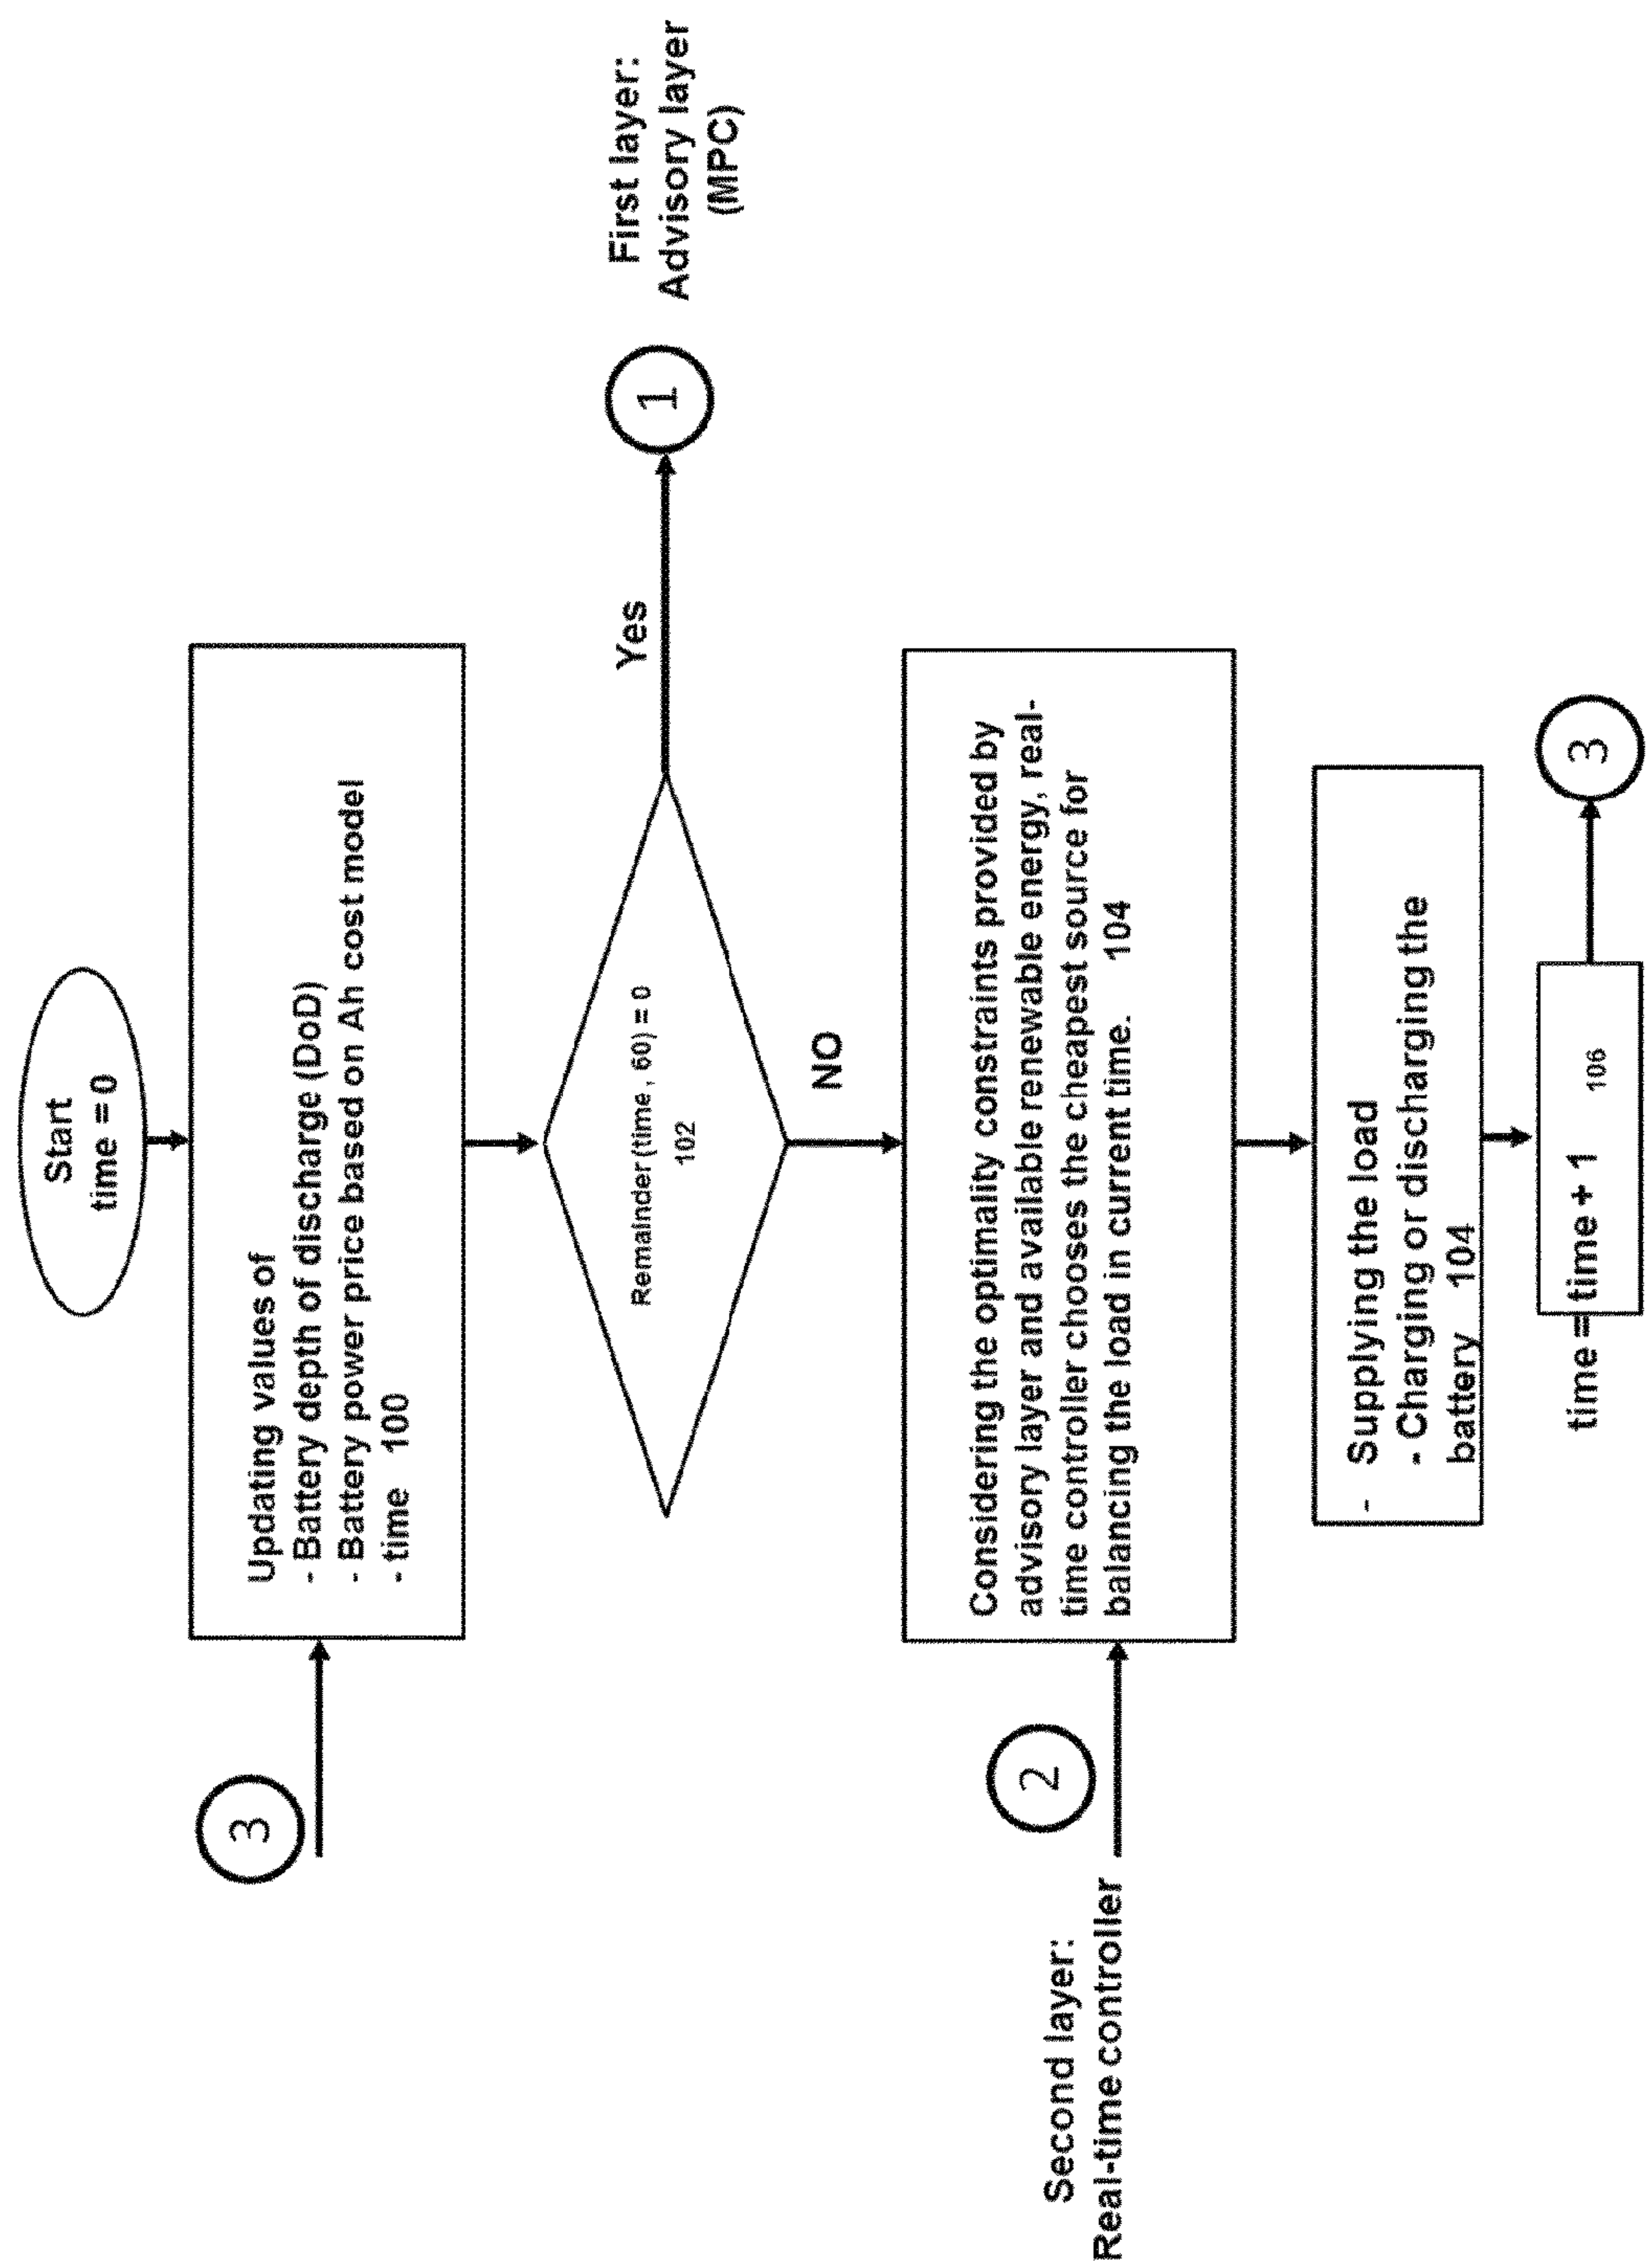 Start
time = 0
3
Updating values of
- Battery depth of discharge (DoD)
- Battery power price based on Ah cost model
- time 100
Remainder(time , 60) = 0
102
Yes
1
First layer:
Advisory layer
(MPC)
NO
Second layer:
Real-time controller
2
Considering the optimality constraints provided by
advisory layer and available renewable energy, real-
time controller chooses the cheapest source for
balancing the load in current time. 104
- Supplying the load
- Charging or discharging the
battery 104
time = time + 1
106
3